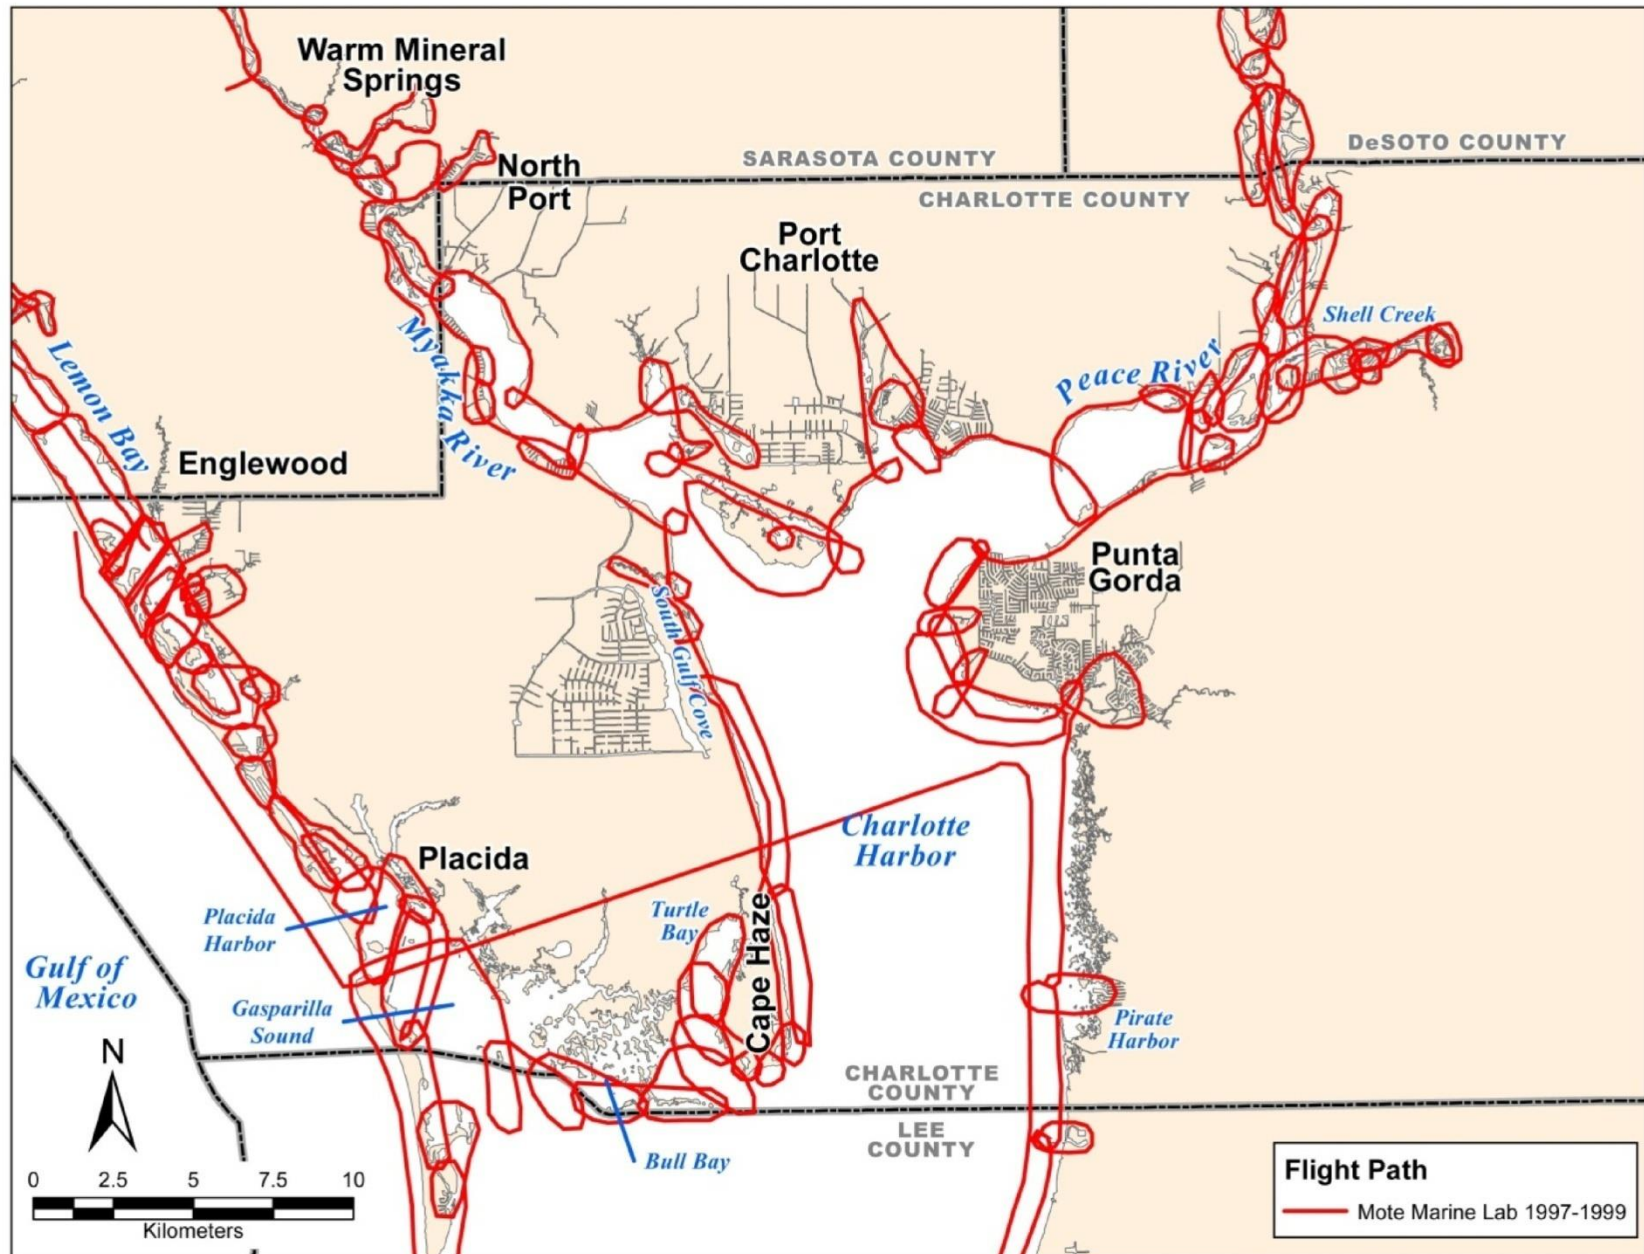 Warm Mineral
Springs
North
Port
SARASOTA COUNTY
DeSOTO COUNTY
CHARLOTTE COUNTY
Port
Charlotte
Shell Creek
Lemon Bay
Myakka River
Peace River
Englewood
Punta
Gorda
South Gulf Cove
Charlotte
Harbor
Placida
Placida
Harbor
Turtle
Bay
Cape Haze
Gulf of
Mexico
Gasparilla
Sound
Pirate
Harbor
N
CHARLOTTE
COUNTY
LEE
COUNTY
Bull Bay
0 2.5 5 7.5 10
Kilometers
Flight Path
Mote Marine Lab 1997-1999